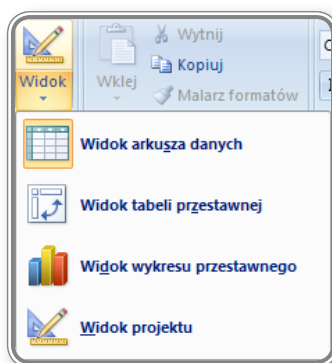 Wytnij
Kopiuj
Malarz formatów
Widok
Wklej
Widok arkusza danych
Widok tabeli przestawnej
Widok wykresu przestawnego
Widok projektu